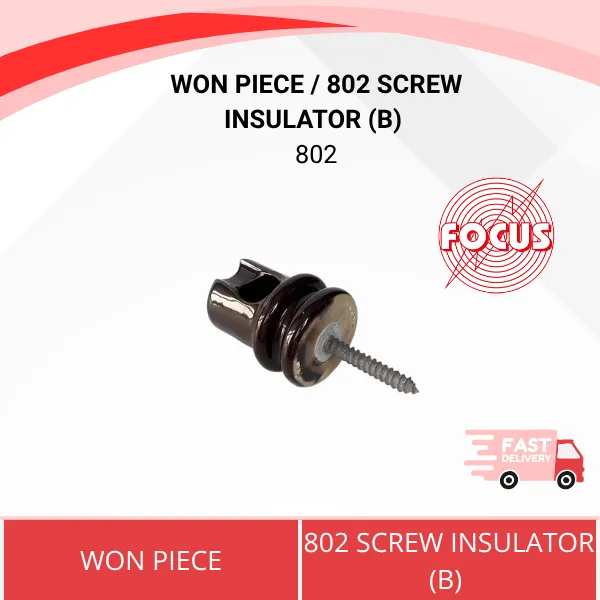 WON PIECE / 802 SCREW
INSULATOR (B)
802
FOCUS
FAST
DELIVERY
WON PIECE
802 SCREW INSULATOR
(B)